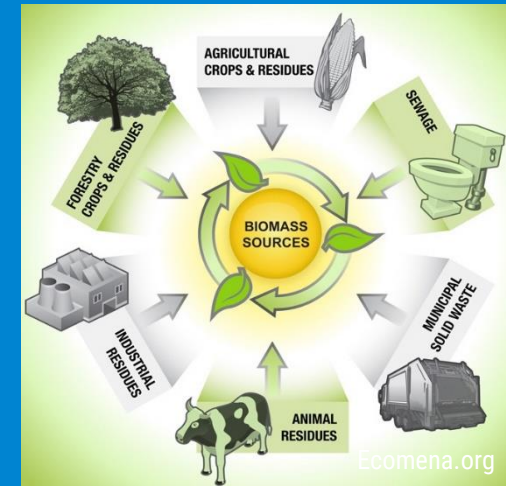 AGRICULTURAL
CROPS & RESIDUES
SEWAGE
FORESTRY
CROPS & RESIDUES
BIOMASS
SOURCES
MUNICIPAL
SOLID WASTE
INDUSTRIAL
RESIDUES
ANIMAL
RESIDUES
Ecomena.org